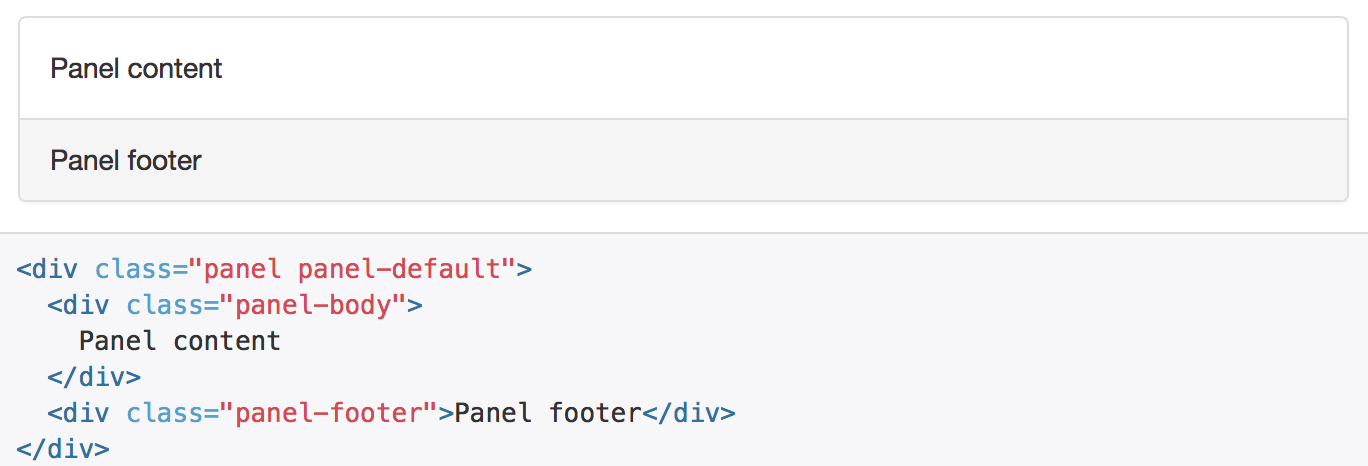 Panel content
Panel footer
<div class="panel panel-default">
  <div class="panel-body">
    Panel content
  </div>
  <div class="panel-footer">Panel footer</div>
</div>